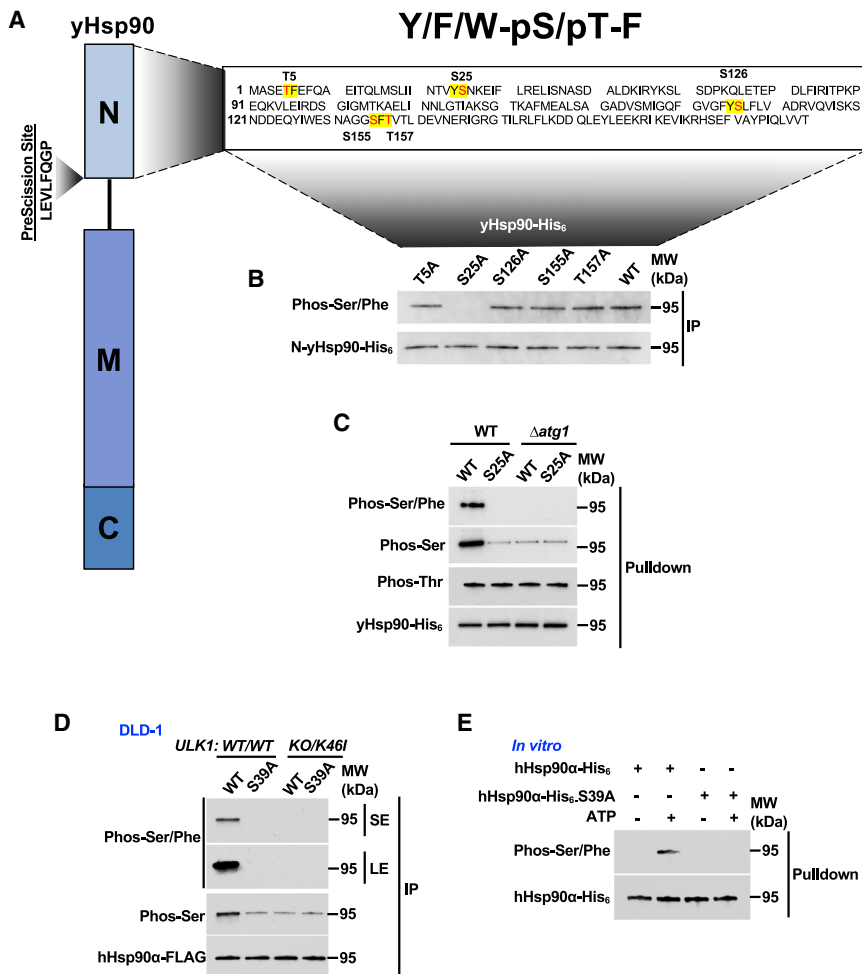 A
yHsp90
Y/F/W-pS/pT-F
N
M
C
PreScission Site
LEVLFQGP
T5 S25 S126
1 MASETFEFQA EITQLMSLII NTVYSNKEIF LRELISNASD ALDKIRYKSL SDPKQLETEP DLFIRITPKP
91 EQKVLEIRDS GIGMTKAELI NNLGTIAKSG TKAFMEALSA GADVSMIGQF GVGFYSLFLV ADRVQVISKS
121 NDDEQYIWES NAGGSFTVTL DEVNERIGRG TILRLFLKDD QLEYLEEKRI KEVIKRHSEF VAYPIQLVVT
S155 T157
yHsp90-His₆
B
T5A S25A S126A S155A T157A WT MW (kDa)
Phos-Ser/Phe 95
N-yHsp90-His₆ 95
IP
C
WT Δatg1
WT S25A WT S25A MW (kDa)
Phos-Ser/Phe 95
Phos-Ser 95
Phos-Thr 95
yHsp90-His₆ 95
Pulldown
D
DLD-1
ULK1: WT/WT KO/K46I
WT S39A WT S39A MW (kDa)
Phos-Ser/Phe 95 SE
95 LE
Phos-Ser 95
hHsp90α-FLAG 95
IP
E
In vitro
hHsp90α-His₆ + + - -
hHsp90α-His₆-S39A - - + +
ATP - + - + MW (kDa)
Phos-Ser/Phe 95
hHsp90α-His₆ 95
Pulldown